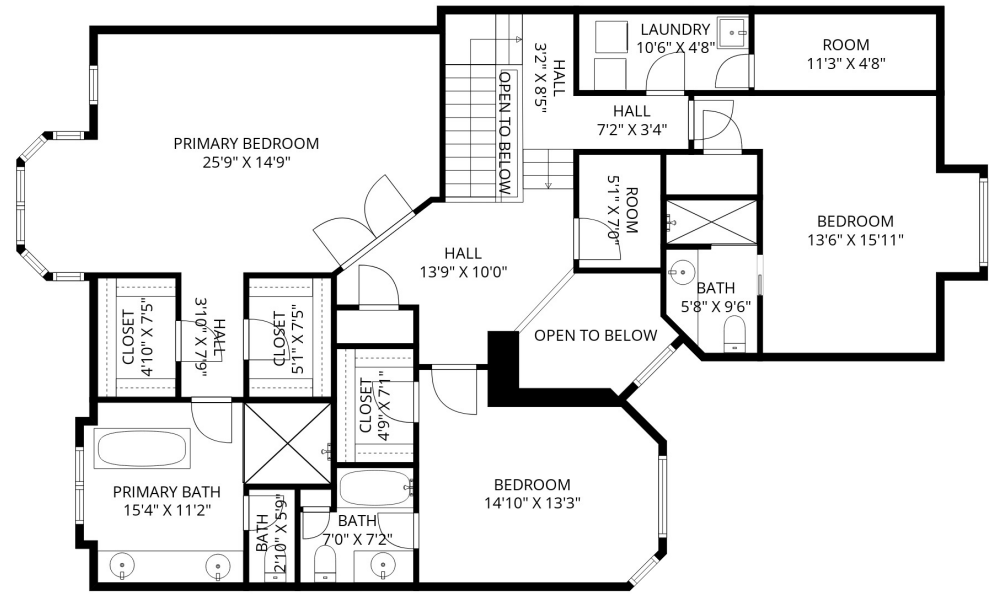 LAUNDRY
10'6" X 4'8"
ROOM
11'3" X 4'8"
HALL
3'2" X 8'5"
OPEN TO BELOW
HALL
7'2" X 3'4"
PRIMARY BEDROOM
25'9" X 14'9"
ROOM
5'1" X 7'0"
BEDROOM
13'6" X 15'11"
HALL
13'9" X 10'0"
BATH
5'8" X 9'6"
OPEN TO BELOW
CLOSET
4'10" X 7'5"
HALL
3'10" X 7'9"
CLOSET
5'1" X 7'5"
CLOSET
4'9" X 7'1"
PRIMARY BATH
15'4" X 11'2"
BEDROOM
14'10" X 13'3"
BATH
2'10" X 5'9"
BATH
7'0" X 7'2"